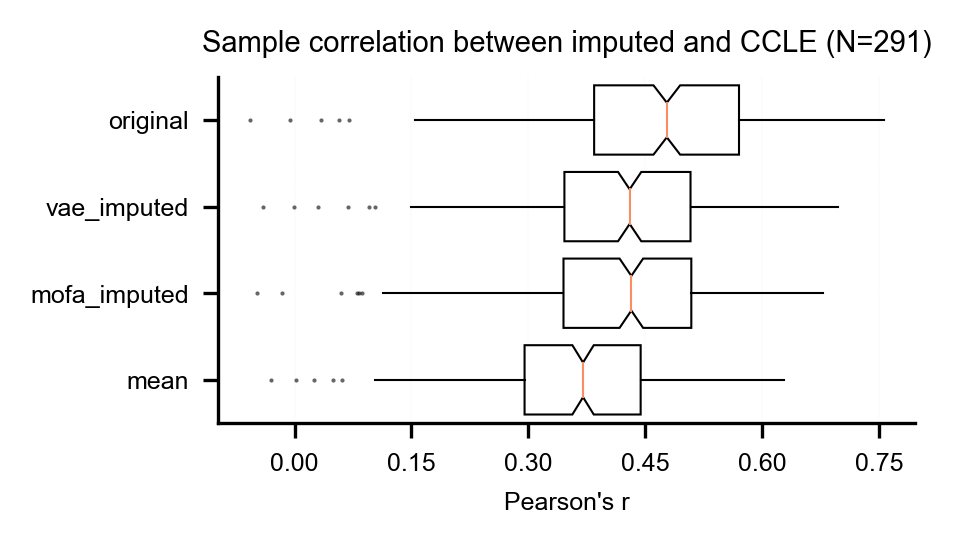 Sample correlation between imputed and CCLE (N=291)
original
vae_imputed
mofa_imputed
mean
0.00 0.15 0.30 0.45 0.60 0.75
Pearson's r